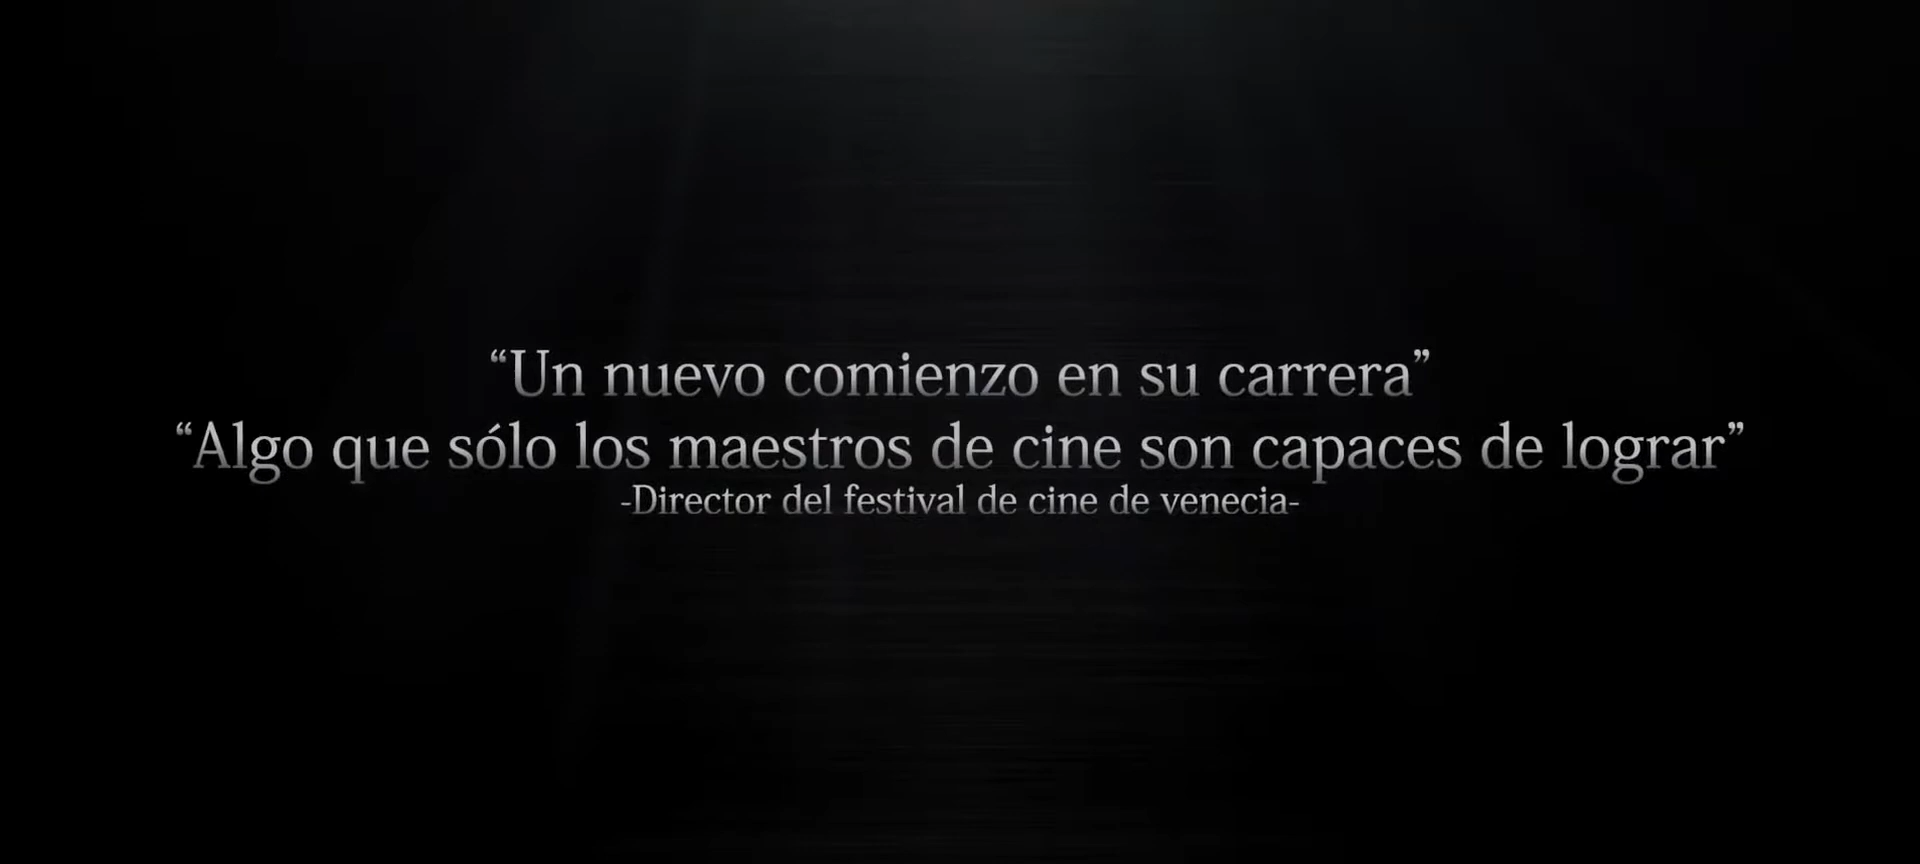 “Un nuevo comienzo en su carrera”
“Algo que sólo los maestros de cine son capaces de lograr”
-Director del festival de cine de venecia-